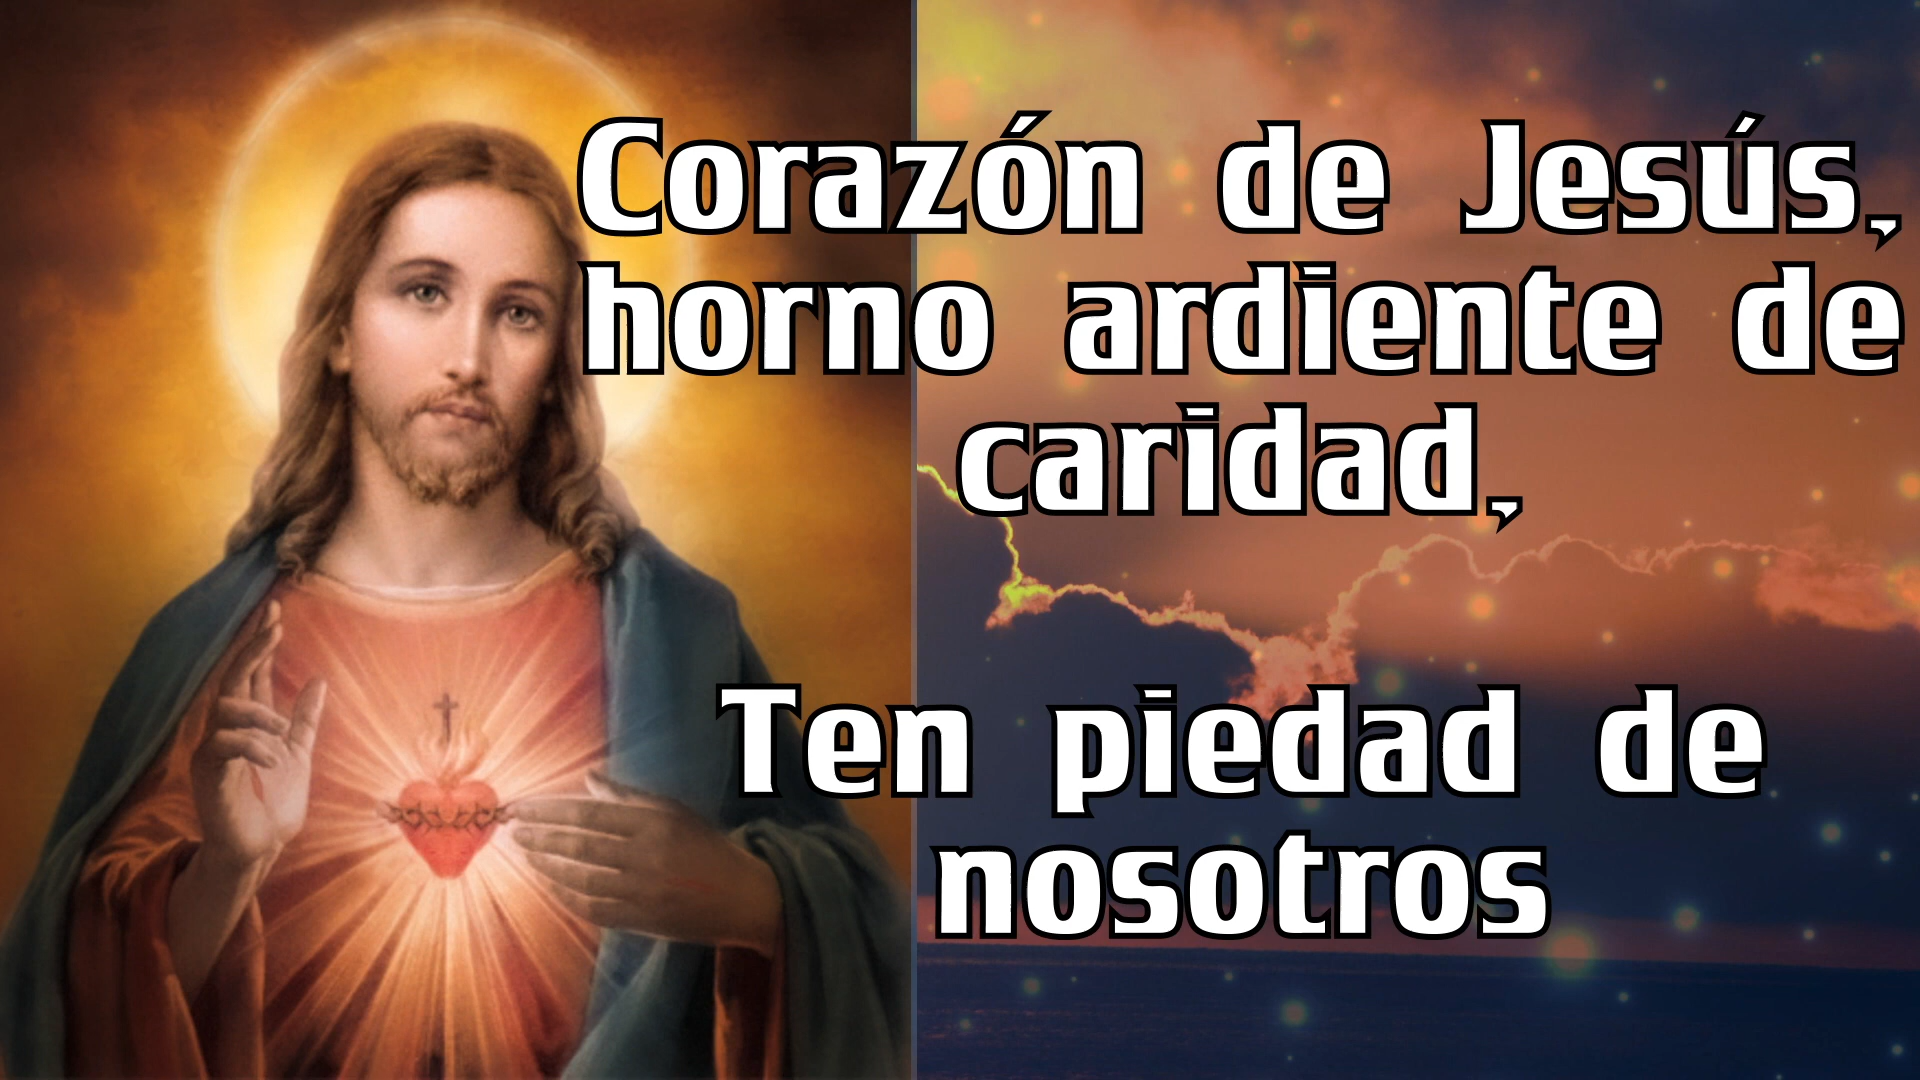 Corazón de Jesús,
horno ardiente de
caridad,
Ten piedad de
nosotros